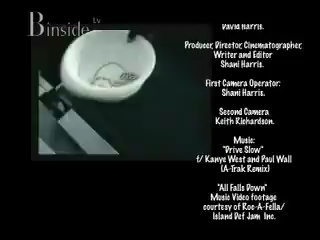 Binside tv
David Harris.
Producer, Director, Cinematographer,
Writer and Editor
Shani Harris.
First Camera Operator:
Shani Harris.
Second Camera
Keith Richardson.
Music:
"Drive Slow"
f/ Kanye West and Paul Wall
(A-Trak Remix)
"All Falls Down"
Music Video footage
courtesy of Roc-A-Fella/
Island Def Jam Inc.